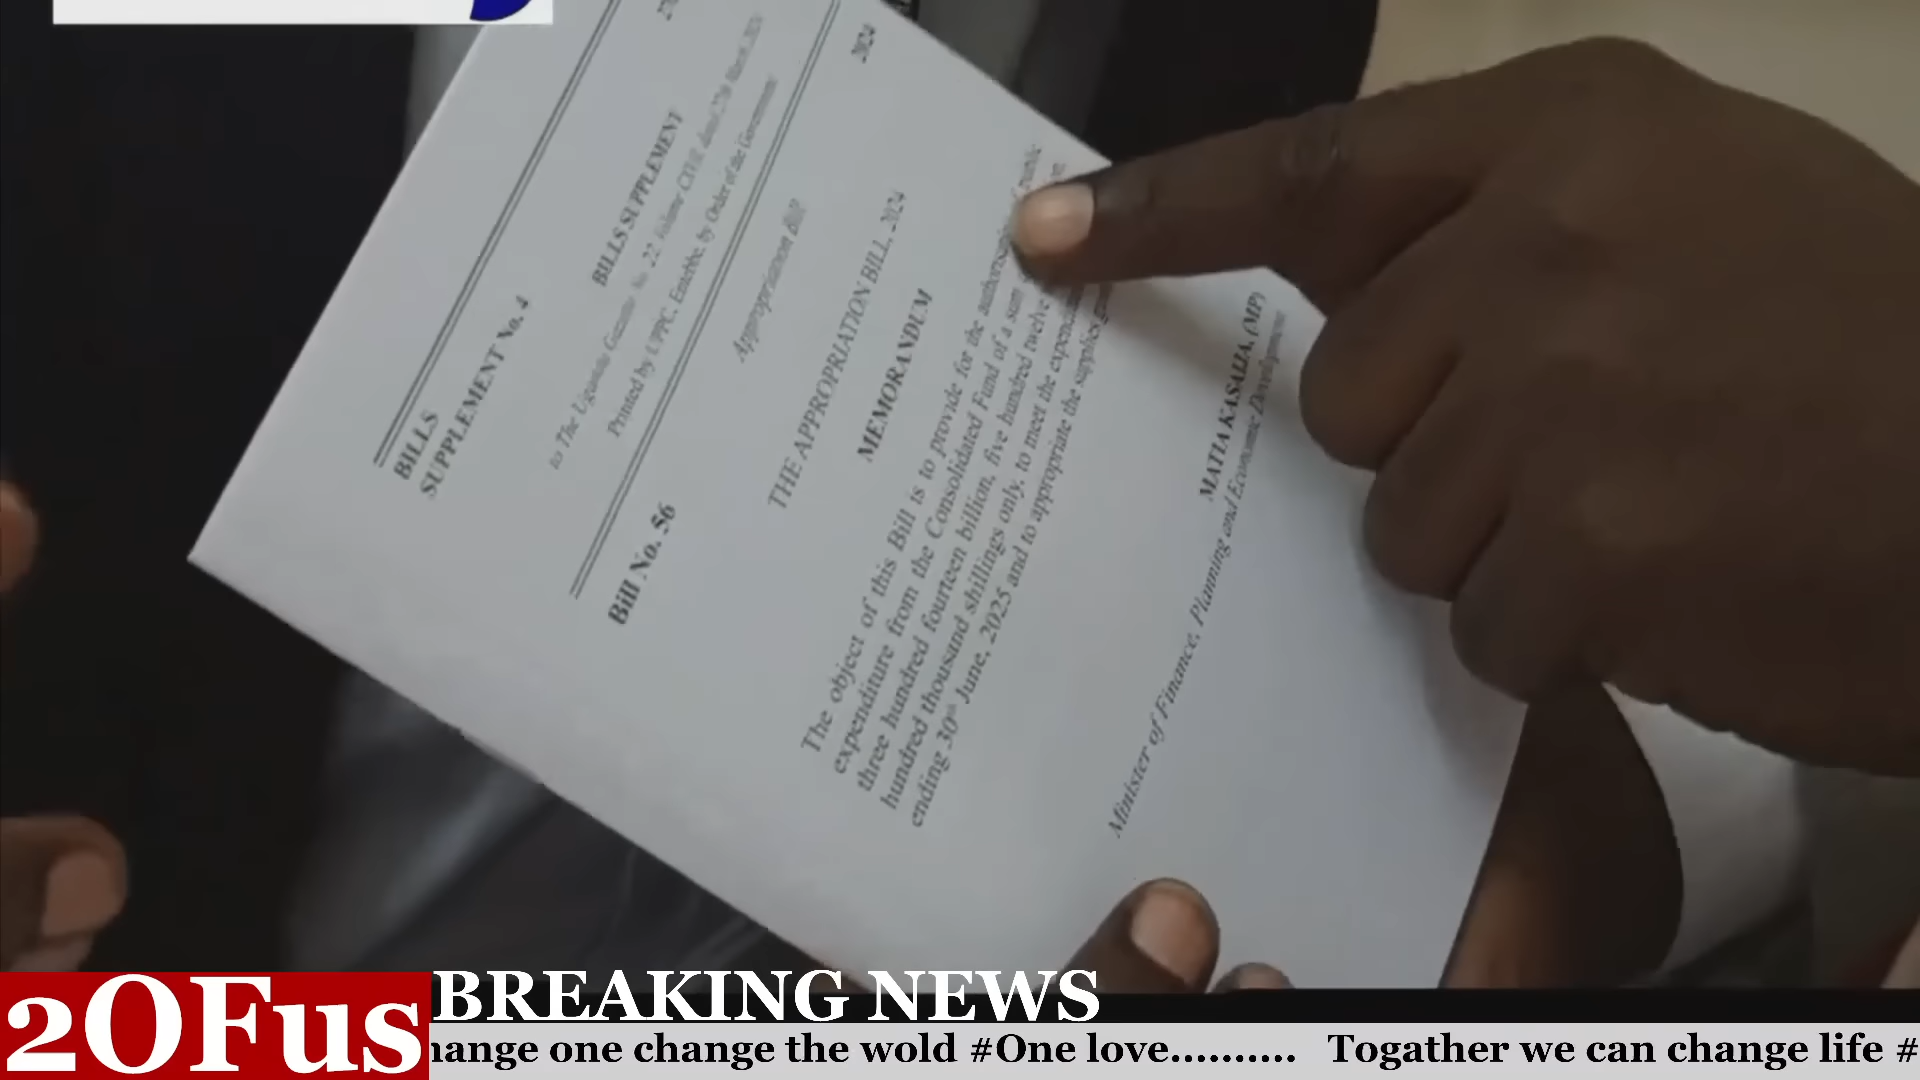 BILLS
SUPPLEMENT No. 4
BILLS SUPPLEMENT
to The Uganda Gazette No. 22, Volume
Printed by UPPC, Entebbe, by Order of the Government
Bill No. 56
Appropriation Bill
2024
THE APPROPRIATION BILL, 2024
MEMORANDUM
The object of this Bill is to provide for the public
expenditure from the Consolidated Fund of a sum
three hundred fourteen billion, five hundred twelve
hundred thousand shillings only, to meet the
ending 30th June, 2025 and to appropriate the supplies
MATIA KASAIJA, (MP)
Minister of Finance, Planning and Economic Development
2OFus
BREAKING NEWS
hange one change the wold #One love.......... Togather we can change life #